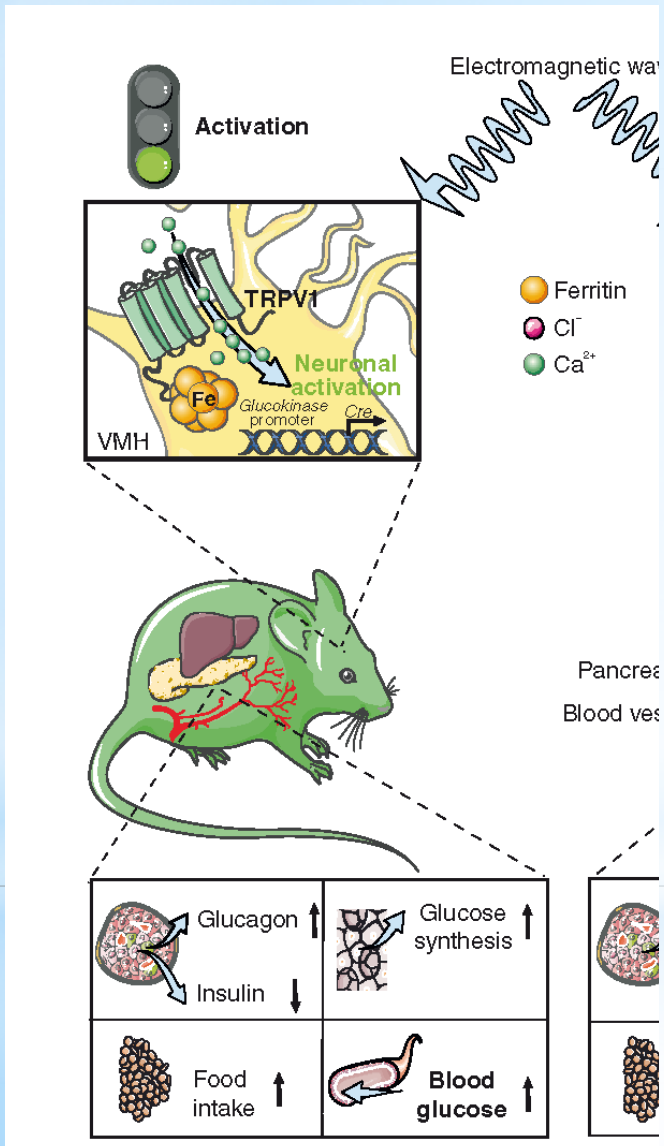 Electromagnetic wav
Activation
TRPV1
Ferritin
Cl⁻
Ca²⁺
Neuronal
activation
Fe
Glucokinase
promoter
Cre
VMH
Pancrea
Blood ves
Glucagon
Insulin
Glucose
synthesis
Food
intake
Blood
glucose